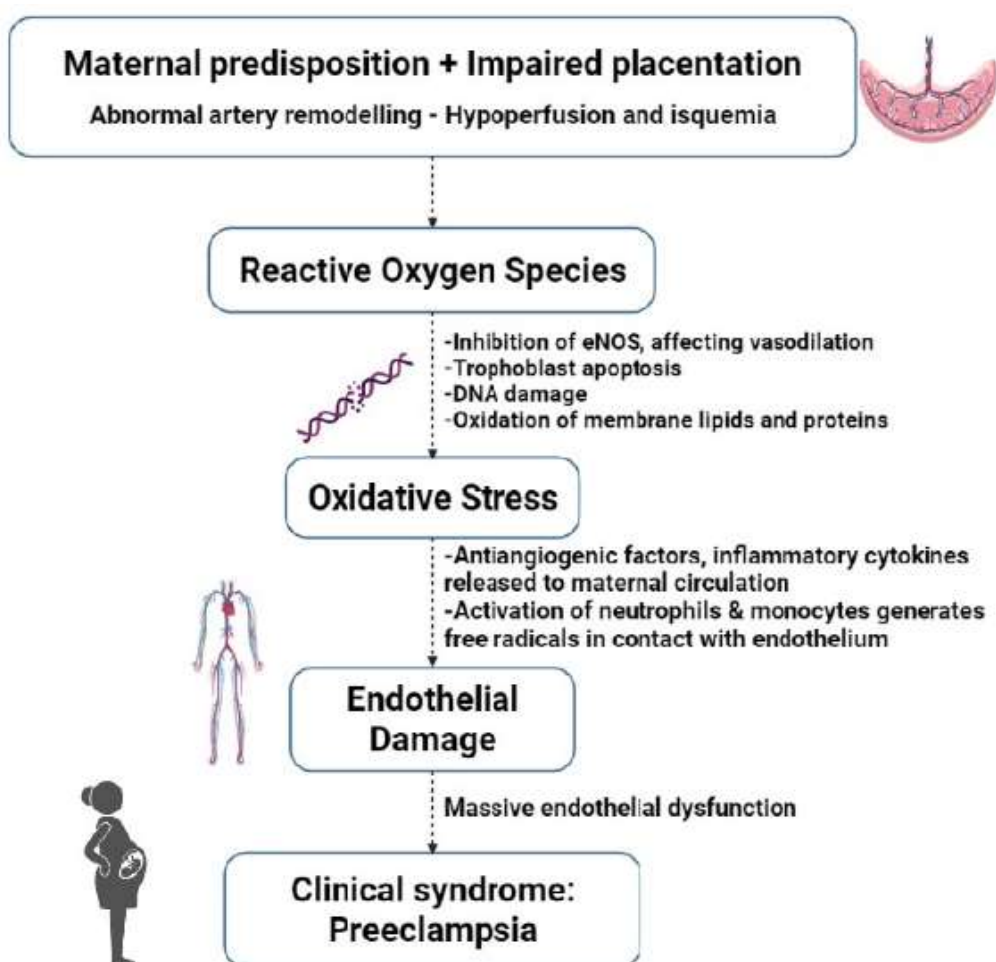 Maternal predisposition + Impaired placentation
Abnormal artery remodelling - Hypoperfusion and isquemia
Reactive Oxygen Species
-Inhibition of eNOS, affecting vasodilation
-Trophoblast apoptosis
-DNA damage
-Oxidation of membrane lipids and proteins
Oxidative Stress
-Antiangiogenic factors, inflammatory cytokines
released to maternal circulation
-Activation of neutrophils & monocytes generates
free radicals in contact with endothelium
Endothelial
Damage
Massive endothelial dysfunction
Clinical syndrome:
Preeclampsia